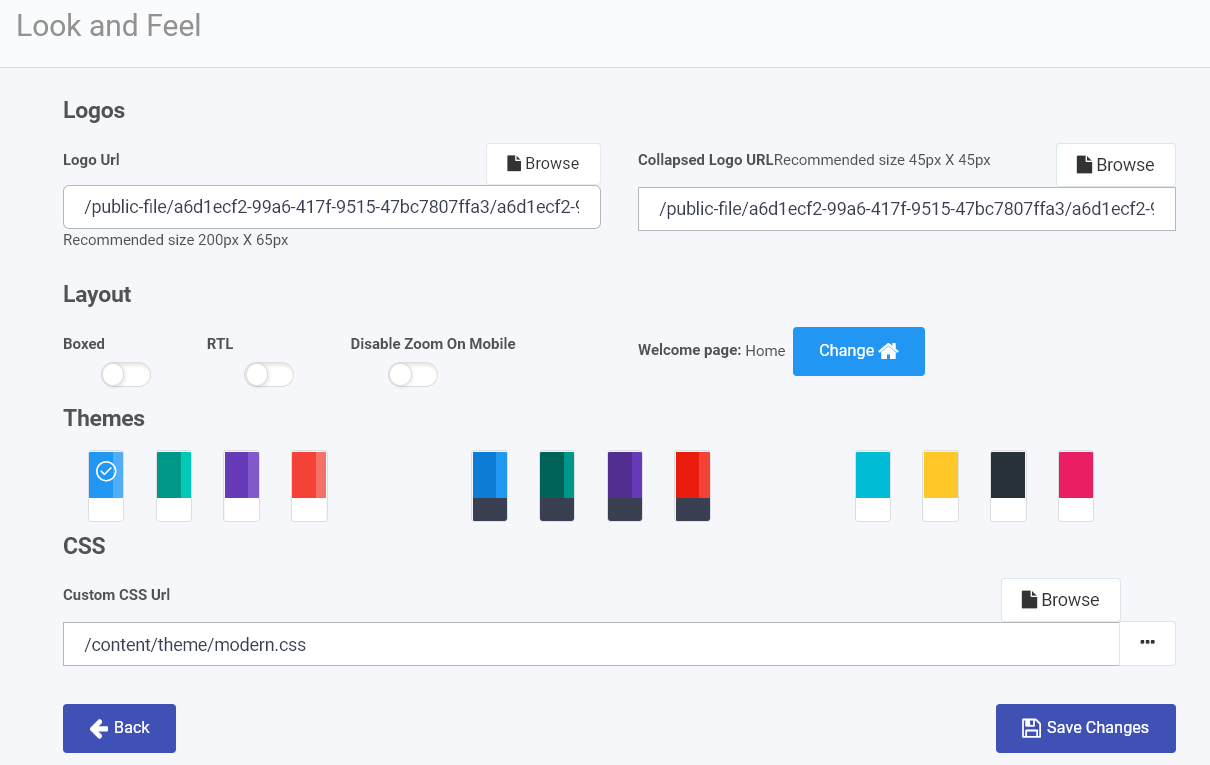 Look and Feel
Logos
Logo Url
Browse
/public-file/a6d1ecf2-99a6-417f-9515-47bc7807ffa3/a6d1ecf2-9
Recommended size 200px X 65px
Collapsed Logo URLRecommended size 45px X 45px
Browse
/public-file/a6d1ecf2-99a6-417f-9515-47bc7807ffa3/a6d1ecf2-9
Layout
Boxed
RTL
Disable Zoom On Mobile
Welcome page: Home
Change
Themes
CSS
Custom CSS Url
Browse
/content/theme/modern.css
...
Back
Save Changes